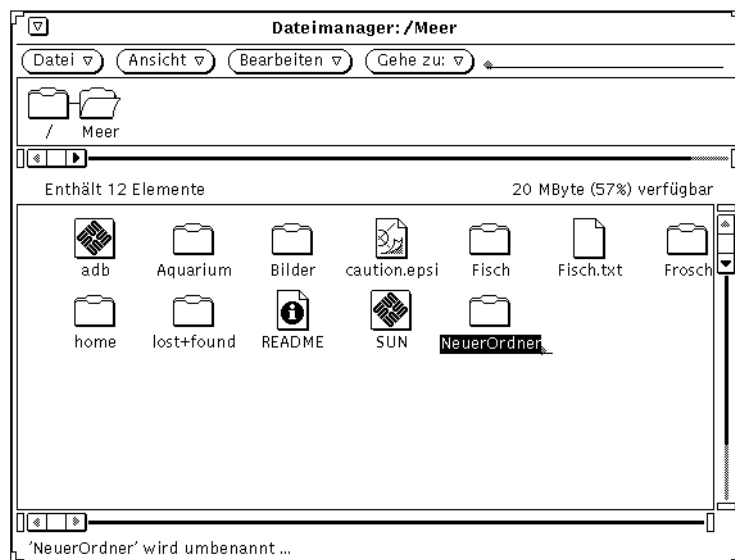 Dateimanager: /Meer
Datei Ansicht Bearbeiten Gehe zu:
/ Meer
Enthält 12 Elemente 20 MByte (57%) verfügbar
adb Aquarium Bilder caution.epsi Fisch Fisch.txt Frosch
home lost+found README SUN NeuerOrdner
'NeuerOrdner' wird umbenannt ...